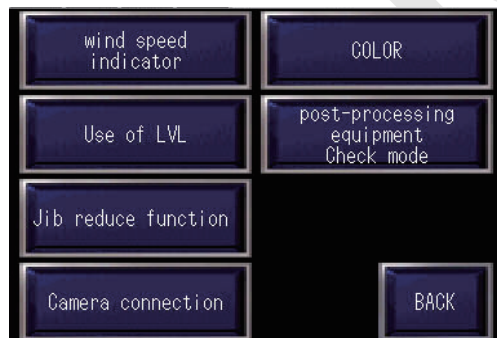 wind speed
indicator
COLOR
Use of LVL
post-processing
equipment
Check mode
Jib reduce function
Camera connection
BACK